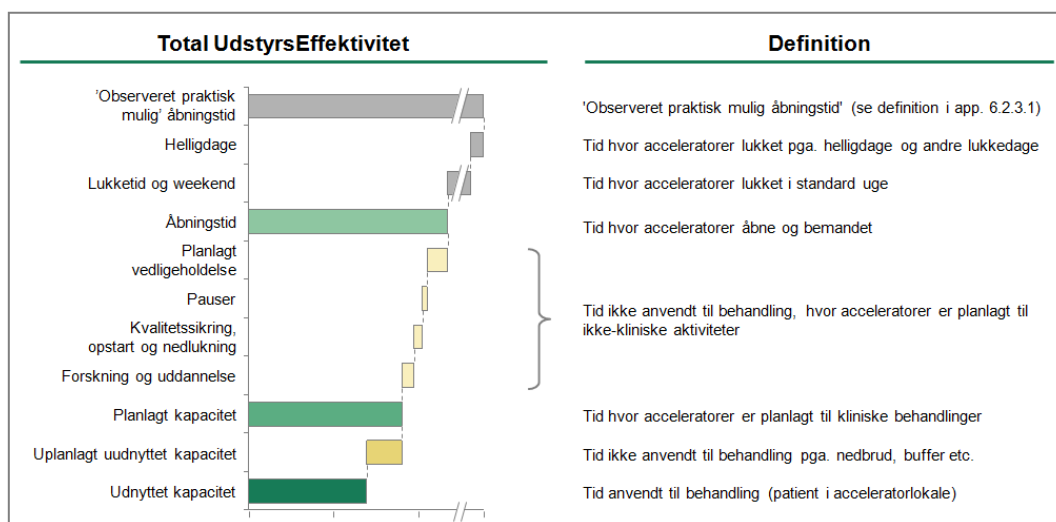 Total UdstyrsEffektivitet
Definition
'Observeret praktisk
mulig' åbningstid
'Observeret praktisk mulig åbningstid' (se definition i app. 6.2.3.1)
Helligdage
Tid hvor acceleratorer lukket pga. helligdage og andre lukkedage
Lukketid og weekend
Tid hvor acceleratorer lukket i standard uge
Åbningstid
Tid hvor acceleratorer åbne og bemandet
Planlagt
vedligeholdelse
Pauser
Kvalitetssikring,
opstart og nedlukning
Forskning og uddannelse
Tid ikke anvendt til behandling, hvor acceleratorer er planlagt til
ikke-kliniske aktiviteter
Planlagt kapacitet
Tid hvor acceleratorer er planlagt til kliniske behandlinger
Uplanlagt uudnyttet kapacitet
Tid ikke anvendt til behandling pga. nedbrud, buffer etc.
Udnyttet kapacitet
Tid anvendt til behandling (patient i acceleratorlokale)